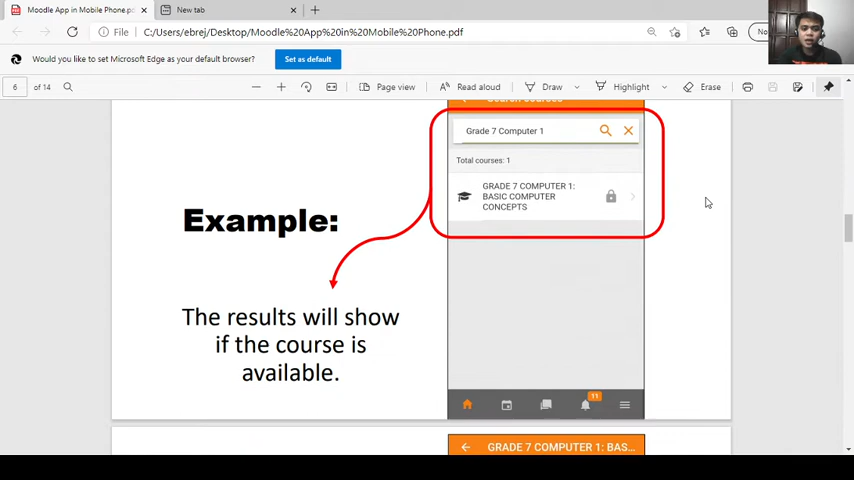 Moodle App in Mobile Phone.pd
New tab
File
C:/Users/ebrej/Desktop/Moodle%20App%20in%20Mobile%20Phone.pdf
Would you like to set Microsoft Edge as your default browser?
Set as default
6
of 14
Page view
Read aloud
Draw
Highlight
Erase
Grade 7 Computer 1
Total courses: 1
GRADE 7 COMPUTER 1:
BASIC COMPUTER
CONCEPTS
Example:
The results will show
if the course is
available.
11
GRADE 7 COMPUTER 1: BAS...